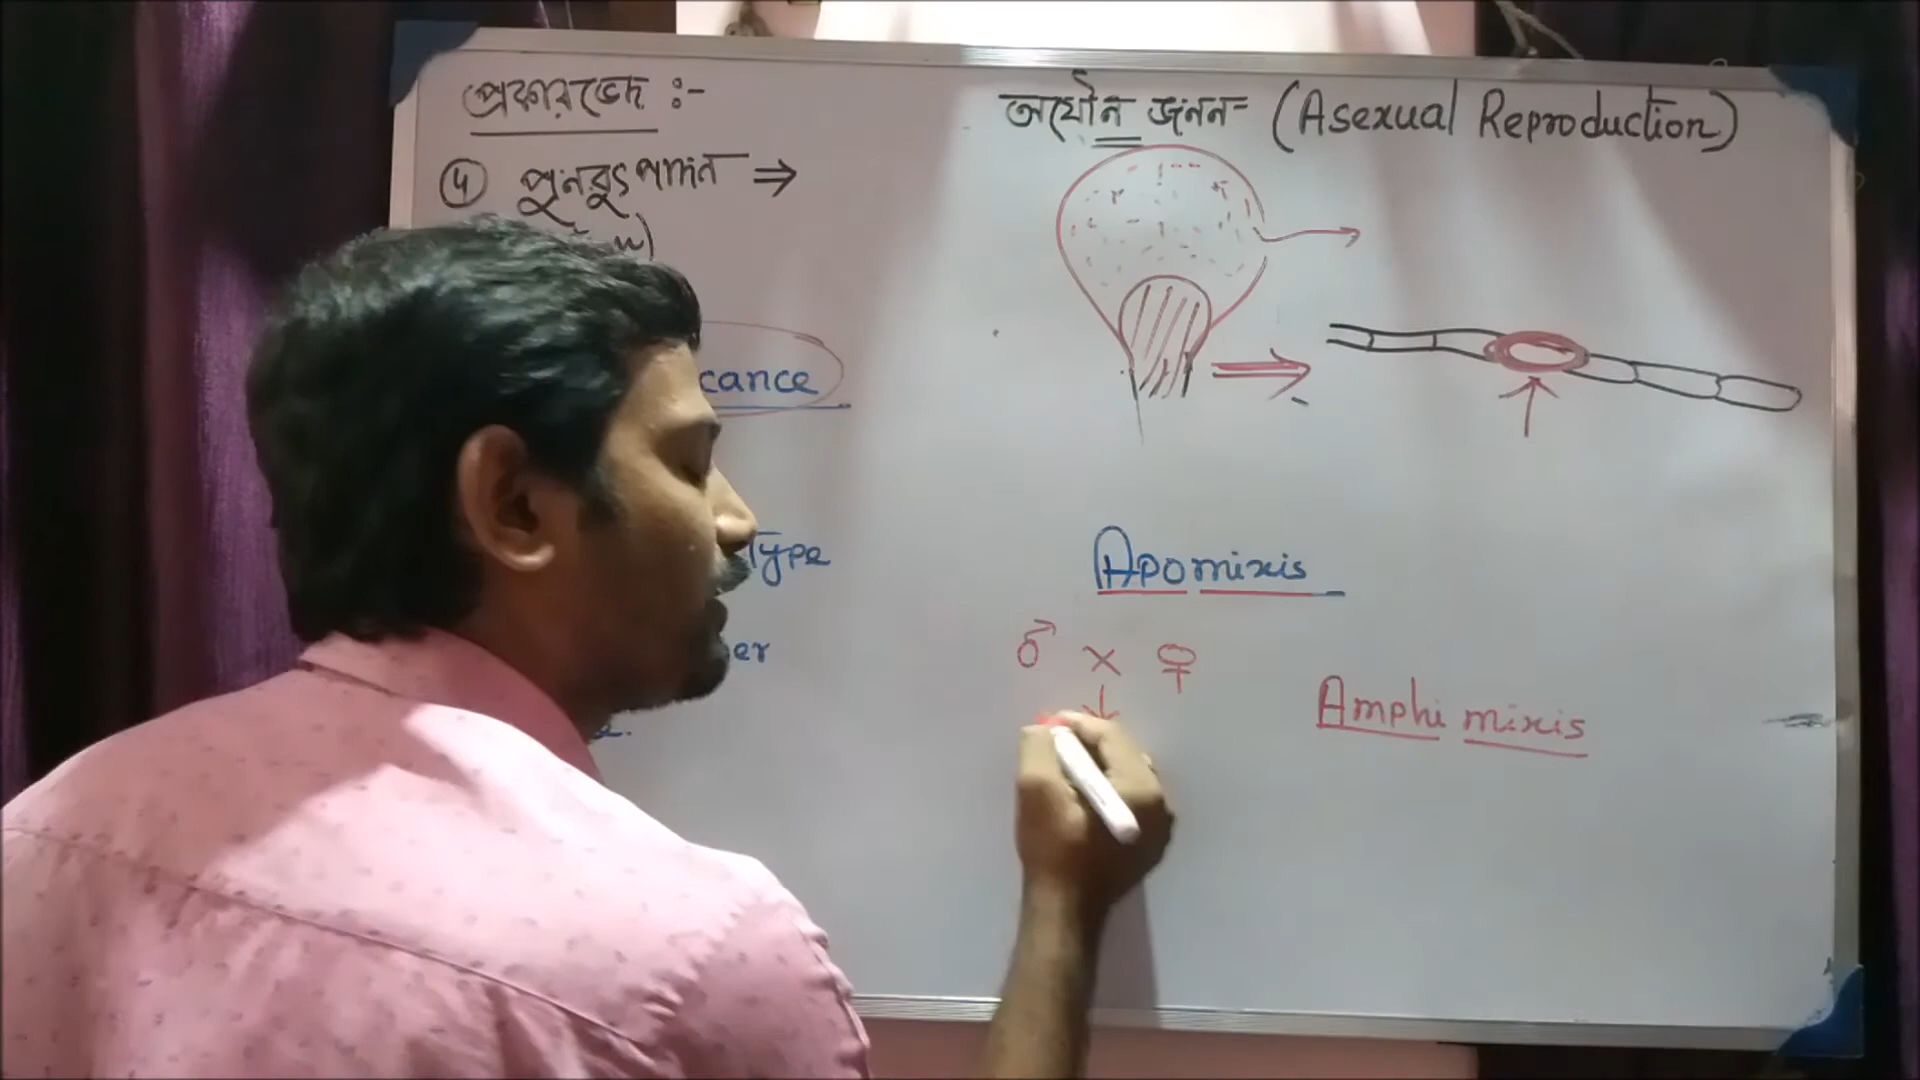 প্রকারভেদ :-
অযৌন জনন= (Asexual Reproduction)
৫ পুনরুৎপাদন ⇒
cance
Type
Apomixis
♂ × ♀
er
Amphi mixis